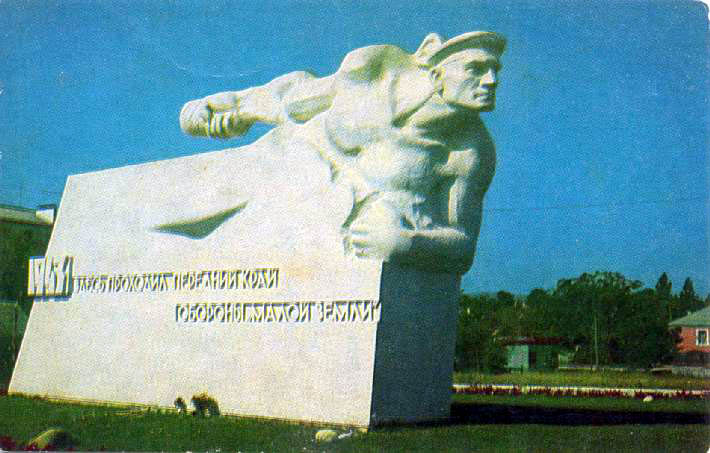 1943 ЗДЕСЬ ПРОХОДИЛ ПЕРЕДНИЙ КРАЙ
ОБОРОНЫ "МАЛОЙ ЗЕМЛИ"